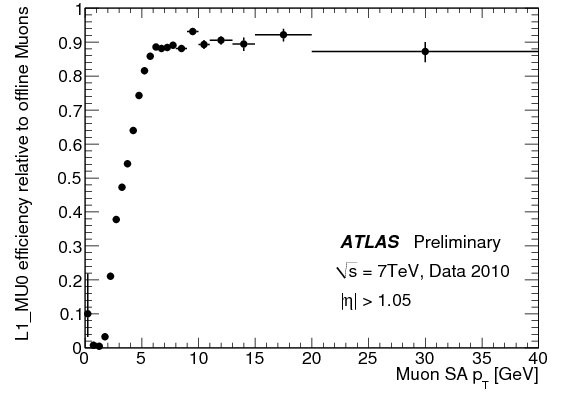 L1_MU0 efficiency relative to offline Muons
1
0.9
0.8
0.7
0.6
0.5
0.4
0.3
0.2
0.1
0
ATLAS Preliminary
√s = 7TeV, Data 2010
|η| > 1.05
0 5 10 15 20 25 30 35 40
Muon SA pT [GeV]